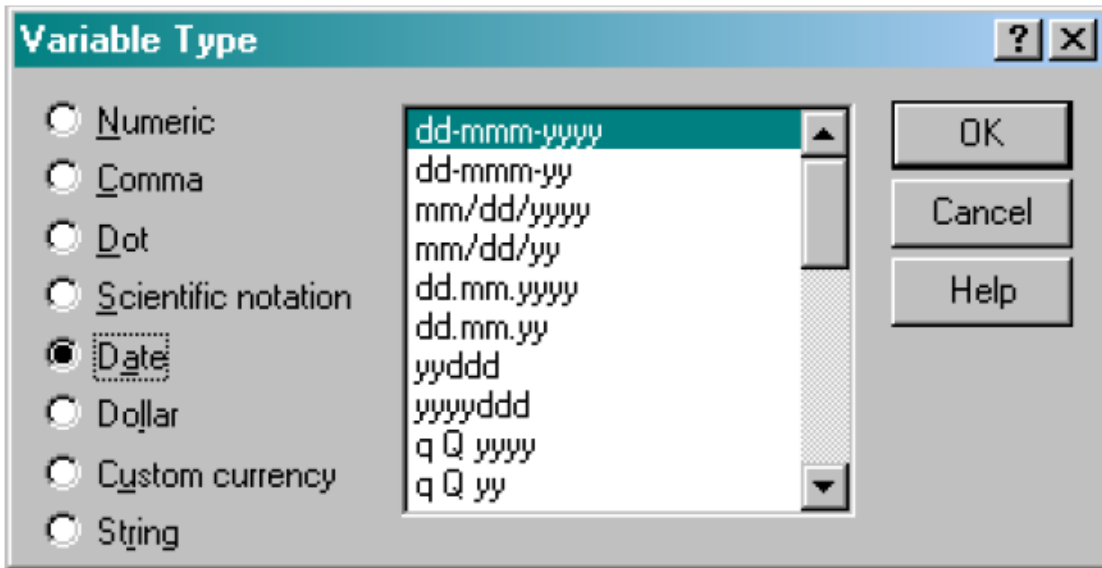 Variable Type
Numeric
Comma
Dot
Scientific notation
Date
Dollar
Custom currency
String
dd-mmm-yyyy
dd-mmm-yy
mm/dd/yyyy
mm/dd/yy
dd.mm.yyyy
dd.mm.yy
yyddd
yyyyddd
q Q yyyy
q Q yy
OK
Cancel
Help